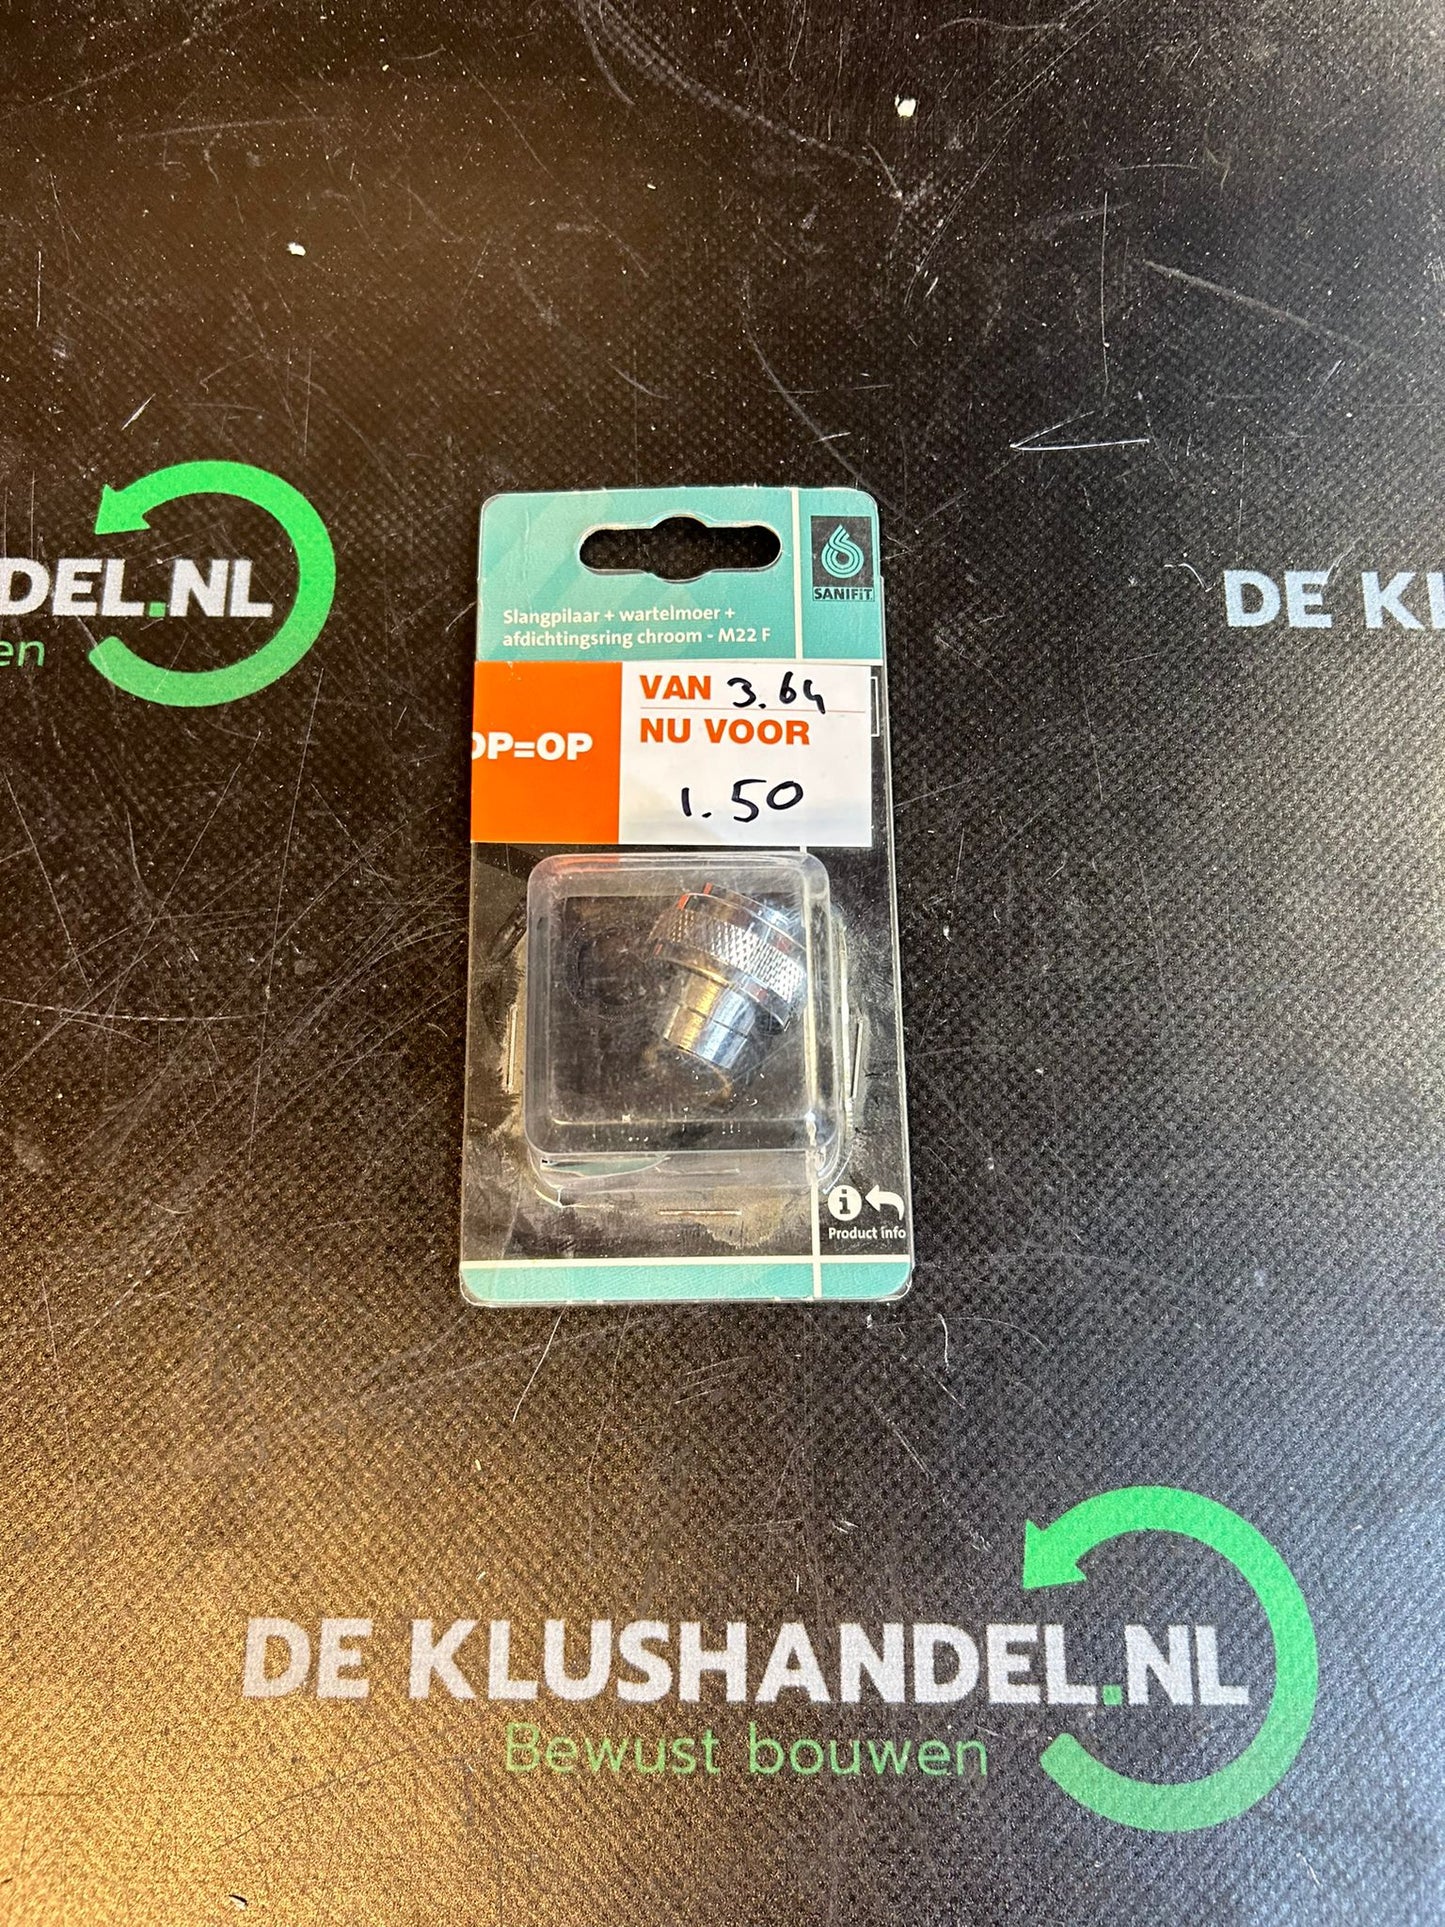 SANIFIT
Slangpilaar + wartelmoer +
afdichtingsring chroom - M22 F
VAN 3.64
OP=OP
NU VOOR
1.50
DEL.NL
en
DE KL
i
Product info
DE KLUSHANDEL.NL
Bewust bouwen